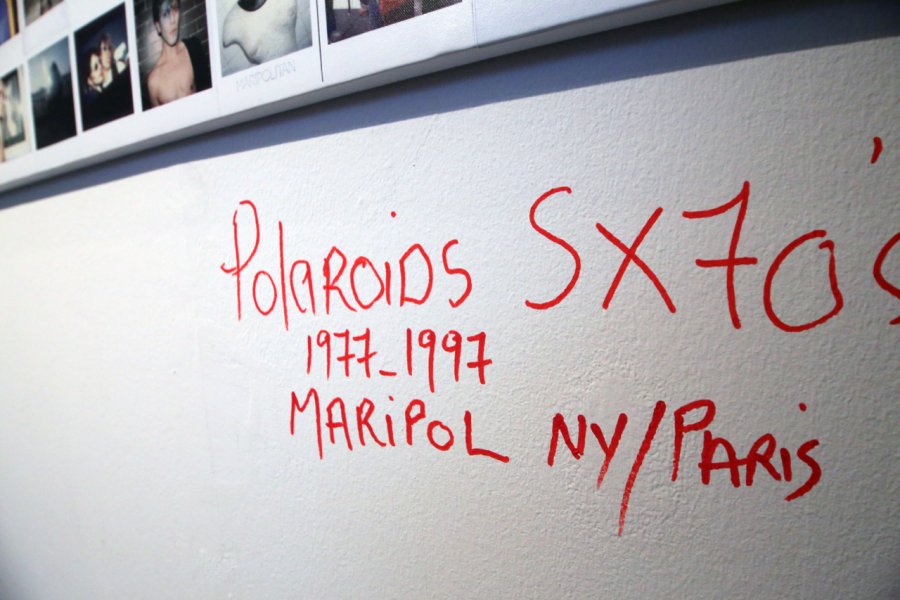 MARIPOLITAN
Polaroids SX70's
1977_1997
MARiPOL NY/PARiS